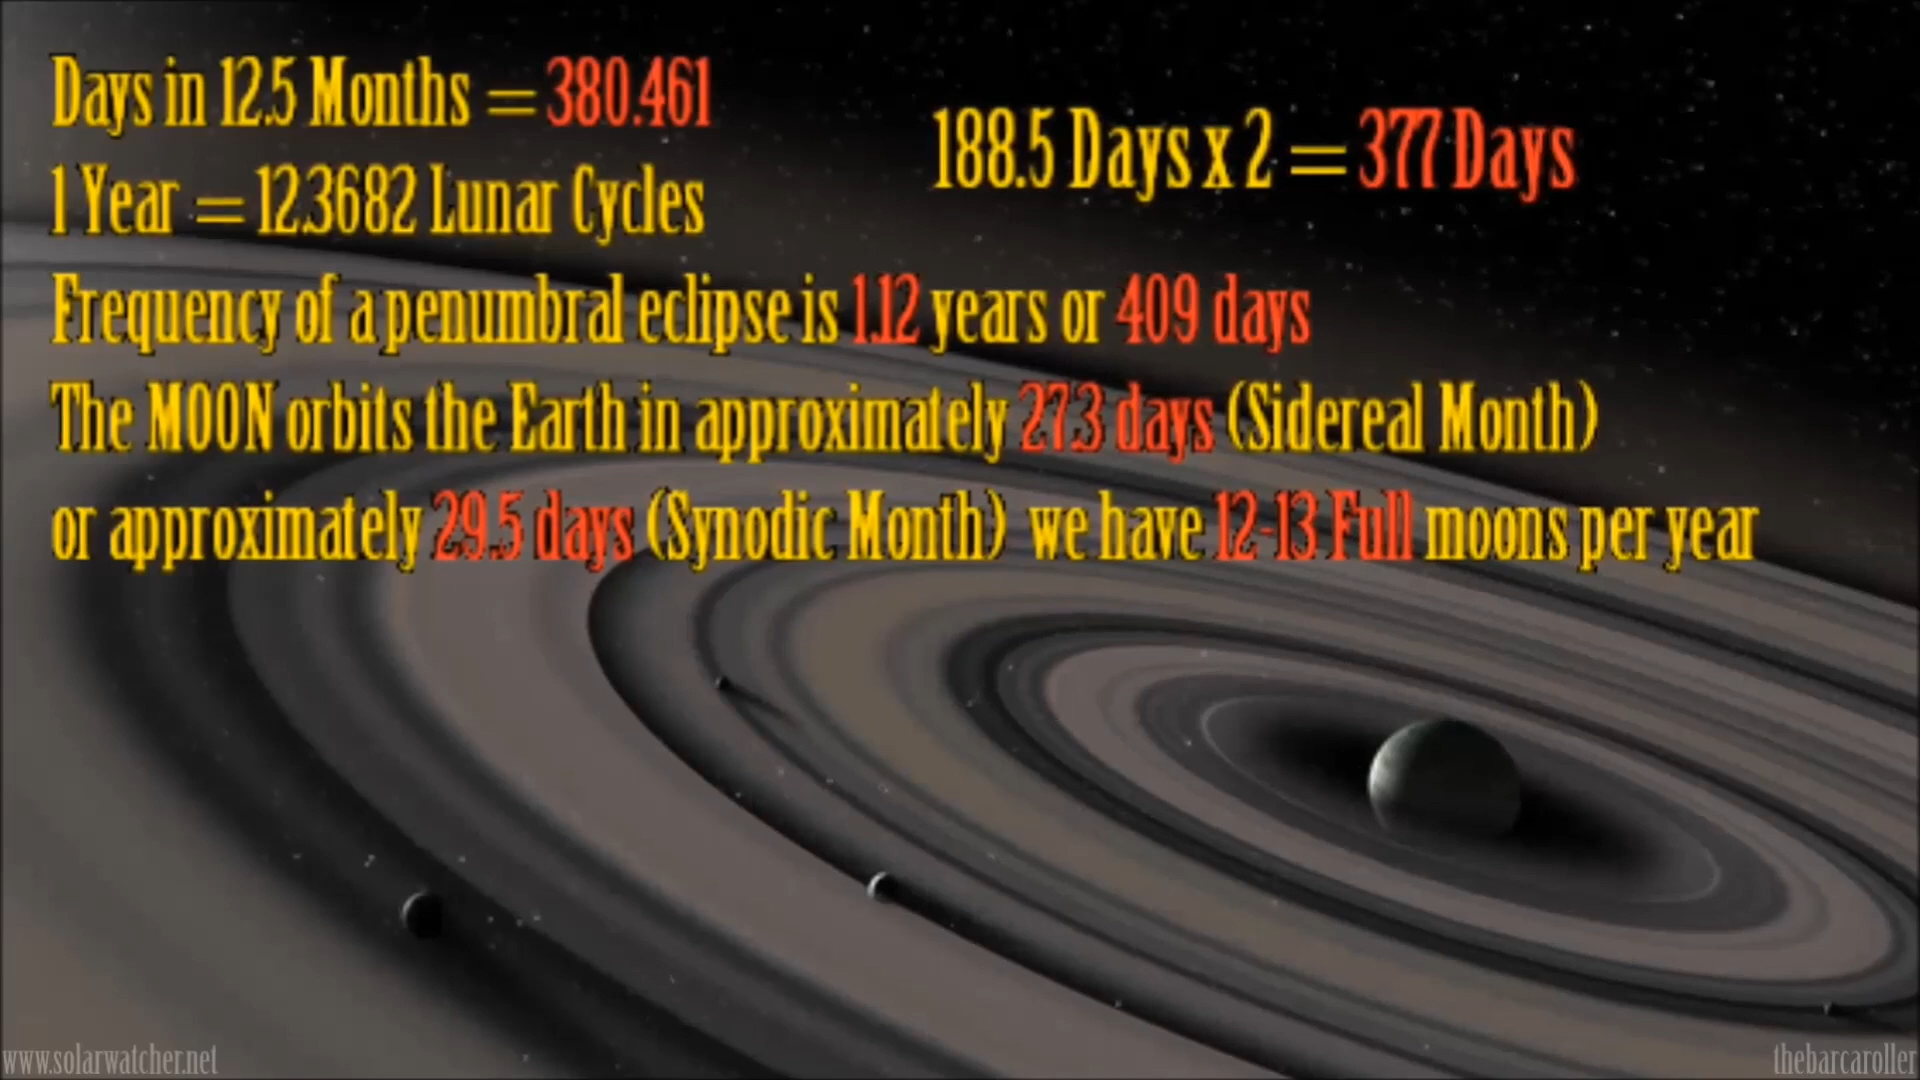 Days in 12.5 Months = 380.461
188.5 Days x 2 = 377 Days
1 Year = 12.3682 Lunar Cycles
Frequency of a penumbral eclipse is 1.12 years or 409 days
The MOON orbits the Earth in approximately 27.3 days (Sidereal Month)
or approximately 29.5 days (Synodic Month) we have 12-13 Full moons per year
www.solarwatcher.net
thebarcaroller